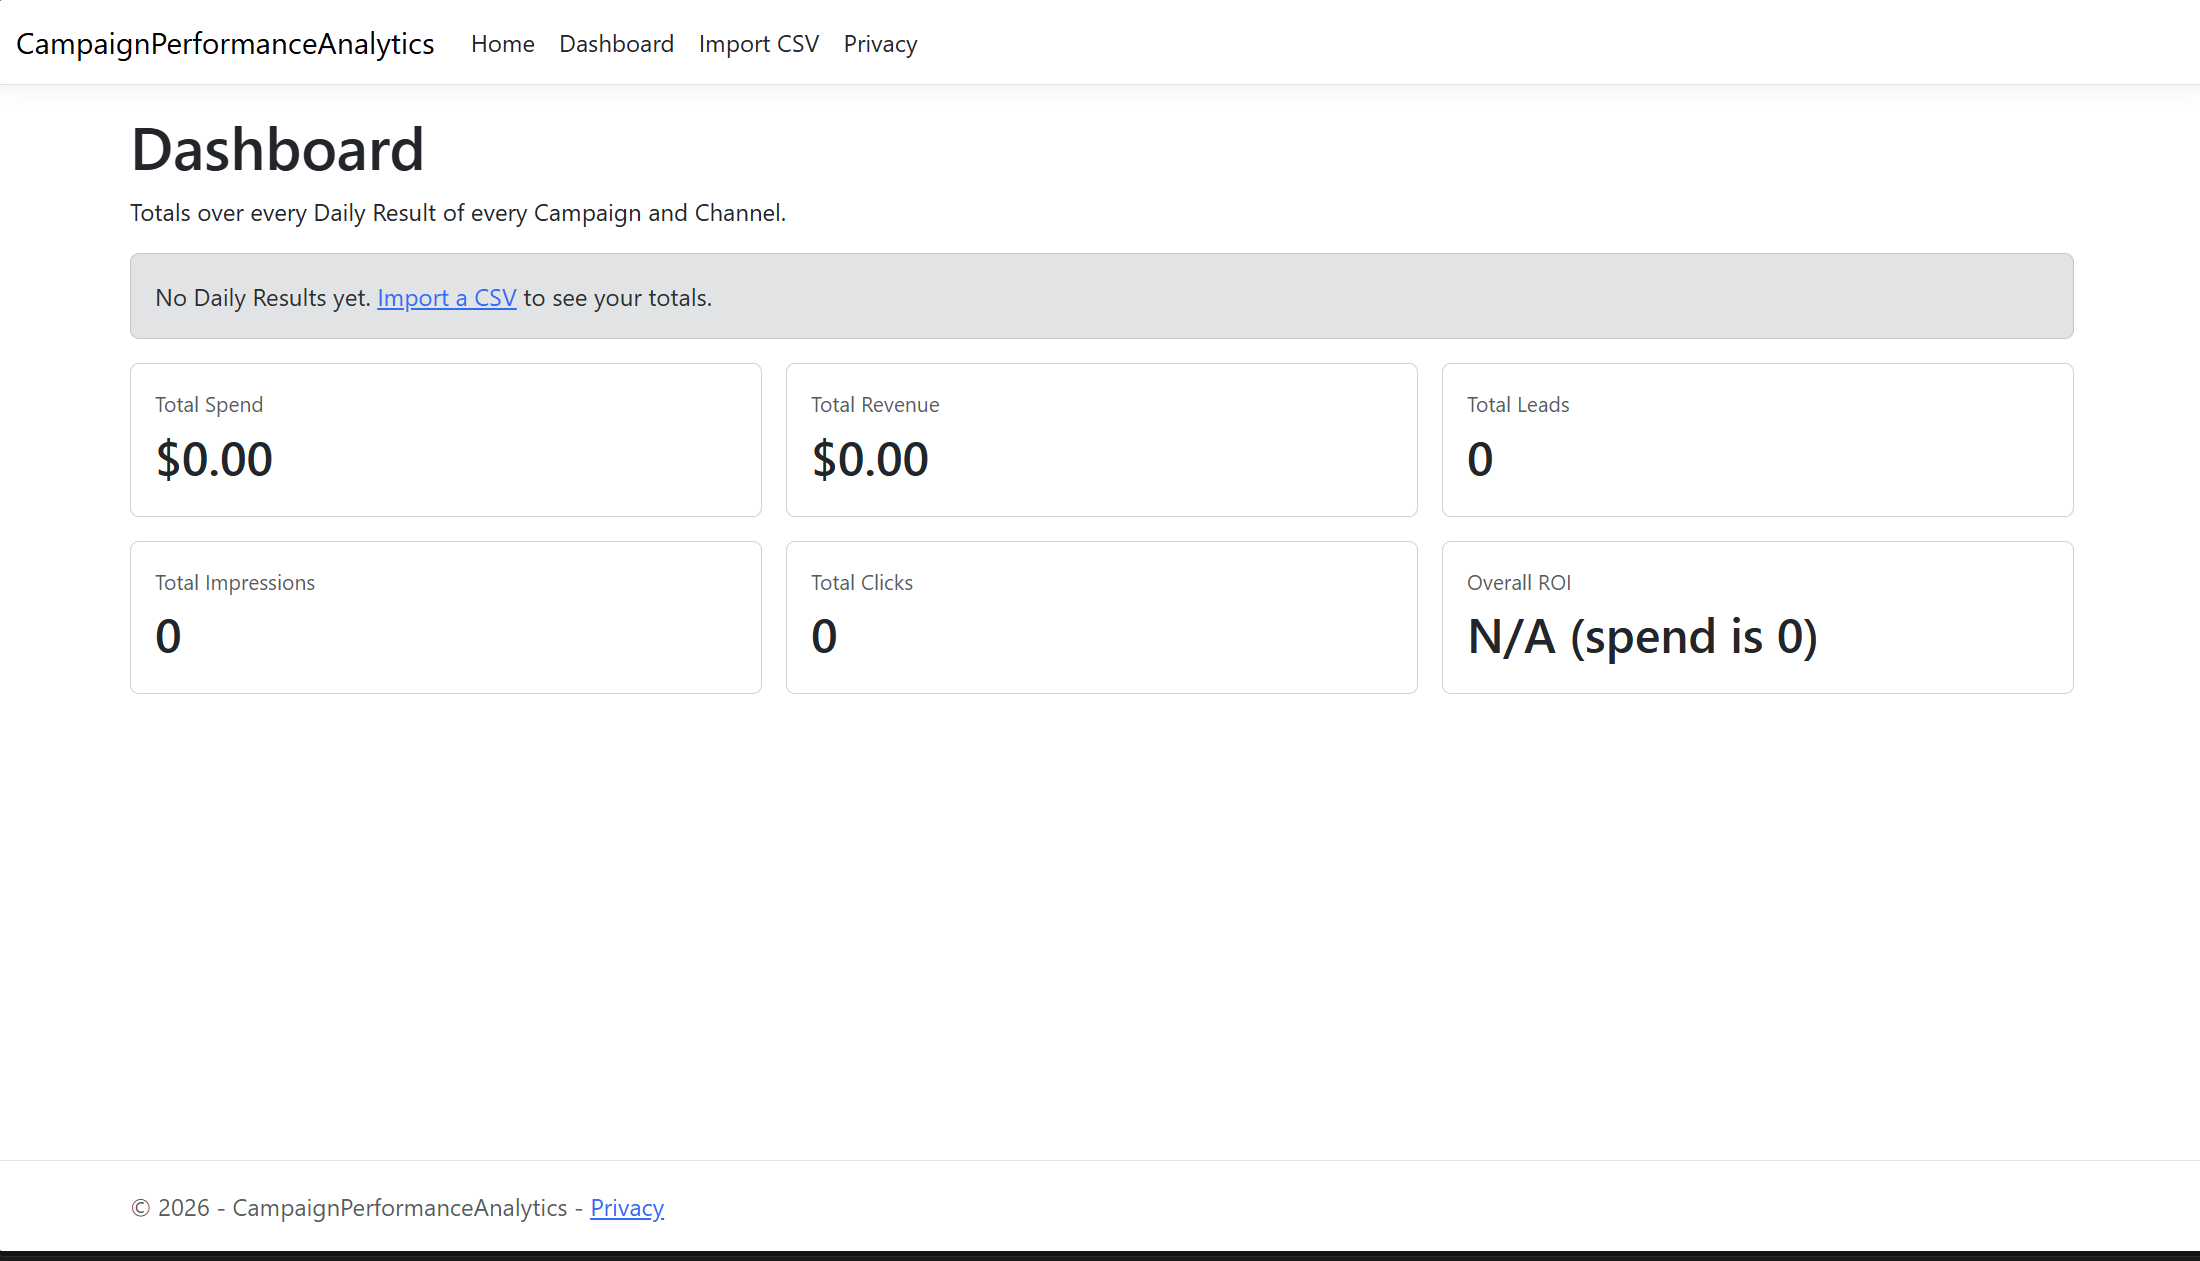 CampaignPerformanceAnalytics Home Dashboard Import CSV Privacy
Dashboard
Totals over every Daily Result of every Campaign and Channel.
No Daily Results yet. Import a CSV to see your totals.
Total Spend
$0.00
Total Revenue
$0.00
Total Leads
0
Total Impressions
0
Total Clicks
0
Overall ROI
N/A (spend is 0)
© 2026 - CampaignPerformanceAnalytics - Privacy